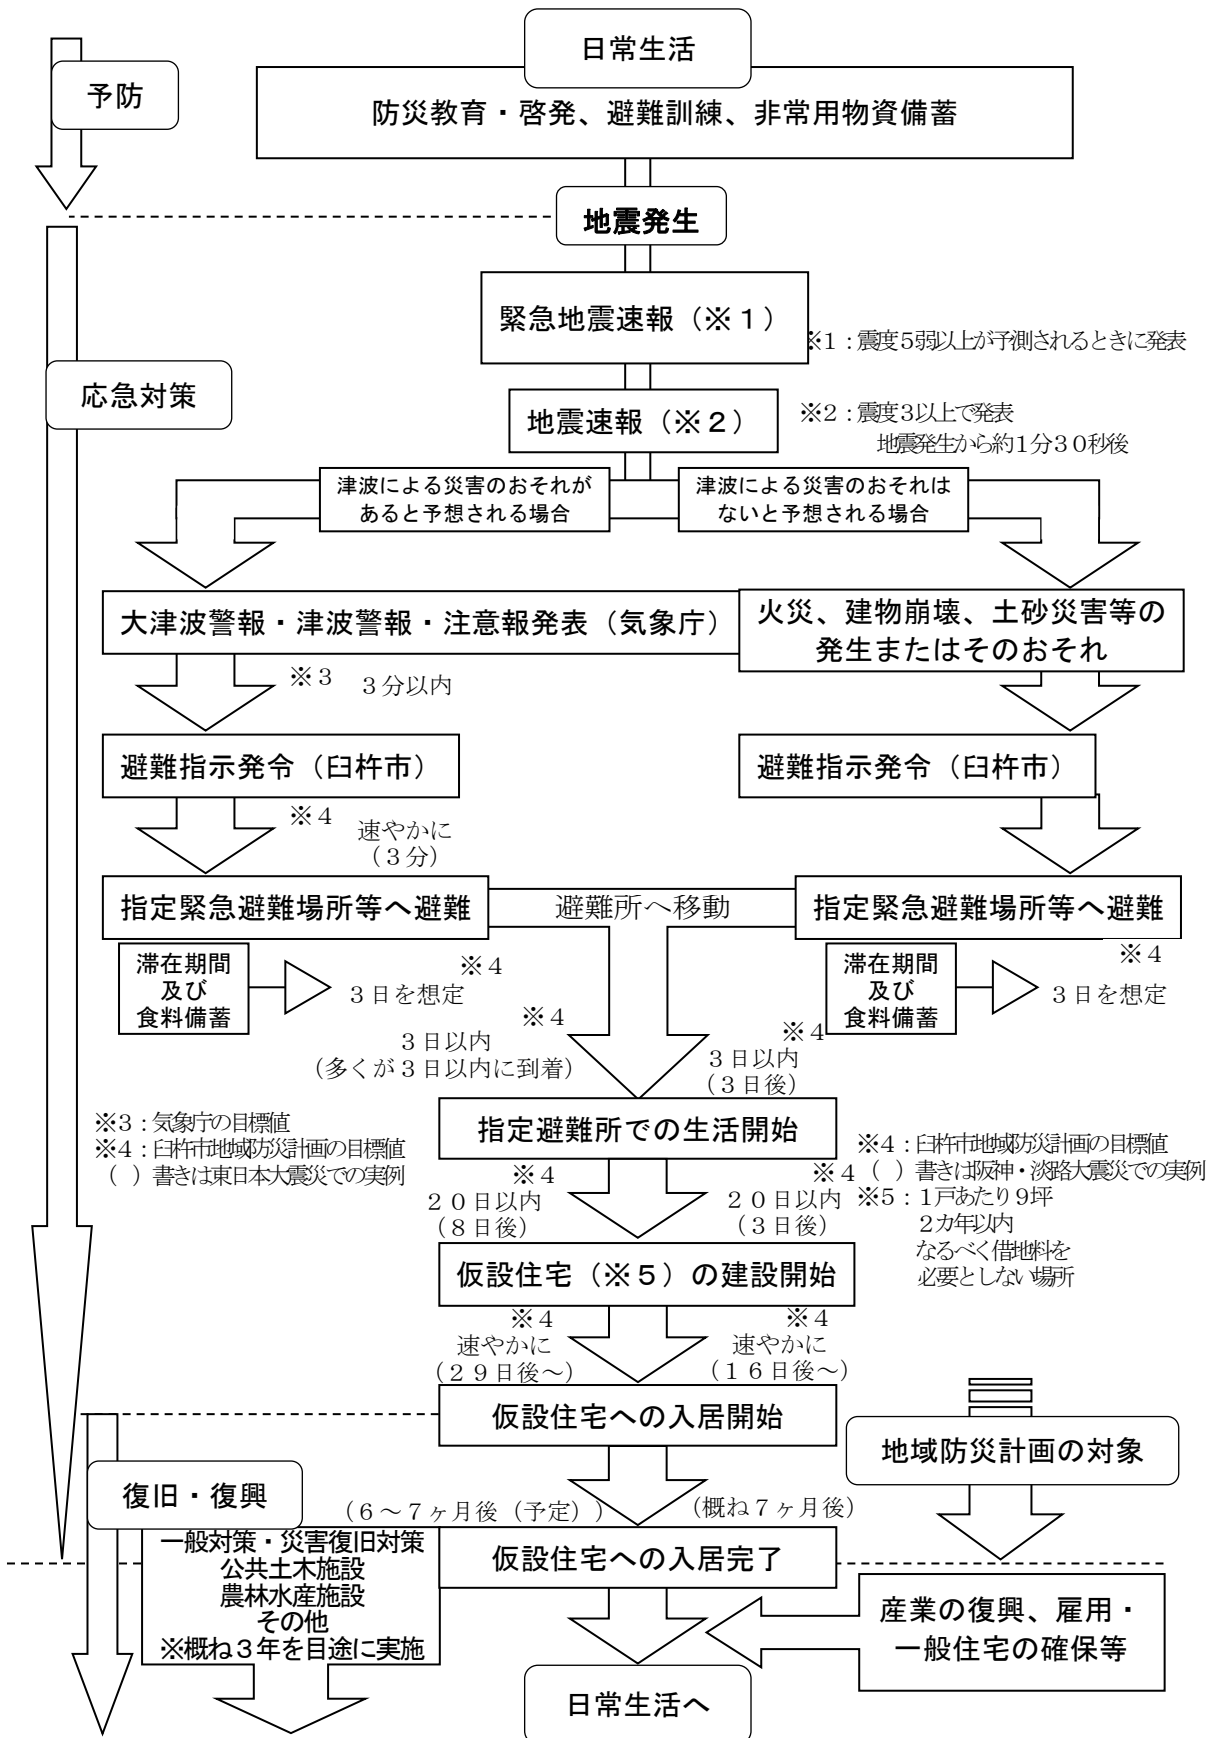 日常生活
予防
防災教育・啓発、避難訓練、非常用物資備蓄
地震発生
緊急地震速報（※１）
※１：震度５弱以上が予測されるときに発表
応急対策
地震速報（※２）
※２：震度３以上で発表
地震発生から約１分３０秒後
津波による災害のおそれが
あると予想される場合
津波による災害のおそれは
ないと予想される場合
大津波警報・津波警報・注意報発表（気象庁）
火災、建物崩壊、土砂災害等の
発生またはそのおそれ
※３　３分以内
避難指示発令（臼杵市）
避難指示発令（臼杵市）
※４
速やかに
（３分）
指定緊急避難場所等へ避難
避難所へ移動
指定緊急避難場所等へ避難
滞在期間
及び
食料備蓄
※４
３日を想定
滞在期間
及び
食料備蓄
※４
３日を想定
※４
３日以内
（多くが３日以内に到着）
※４
３日以内
（３日後）
指定避難所での生活開始
※３：気象庁の目標値
※４：臼杵市地域防災計画の目標値
（　）書きは東日本大震災での実例
※４：臼杵市地域防災計画の目標値
（　）書きは阪神・淡路大震災での実例
※５：１戸あたり９坪
２カ年以内
なるべく借地料を
必要としない場所
※４
２０日以内
（８日後）
※４
２０日以内
（３日後）
仮設住宅（※５）の建設開始
※４
速やかに
（２９日後～）
※４
速やかに
（１６日後～）
仮設住宅への入居開始
地域防災計画の対象
復旧・復興
（６～７ヶ月後（予定））
（概ね７ヶ月後）
一般対策・災害復旧対策
公共土木施設
農林水産施設
その他
※概ね３年を目途に実施
仮設住宅への入居完了
産業の復興、雇用・
一般住宅の確保等
日常生活へ